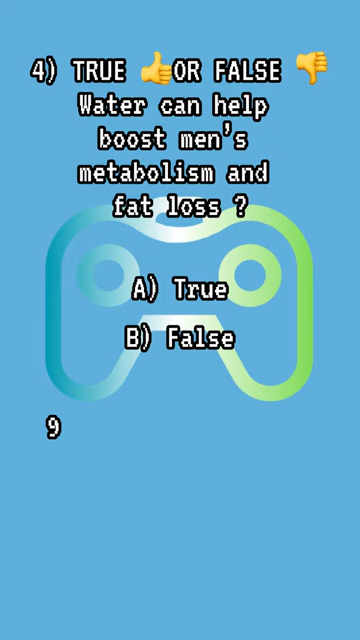 4) TRUE 👍OR FALSE 👎
Water can help
boost men's
metabolism and
fat loss ?
A) True
B) False
9